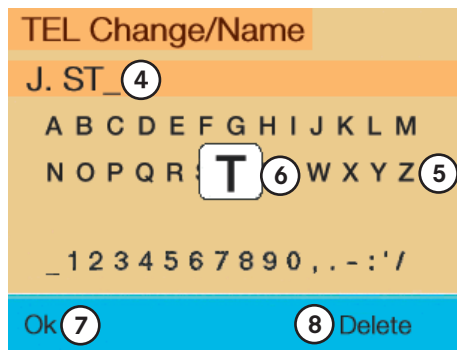 TEL Change/Name
J. ST_ 4
A B C D E F G H I J K L M
N O P Q R T 6 W X Y Z 5
_ 1 2 3 4 5 6 7 8 9 0 , . - : ' /
Ok 7 8 Delete